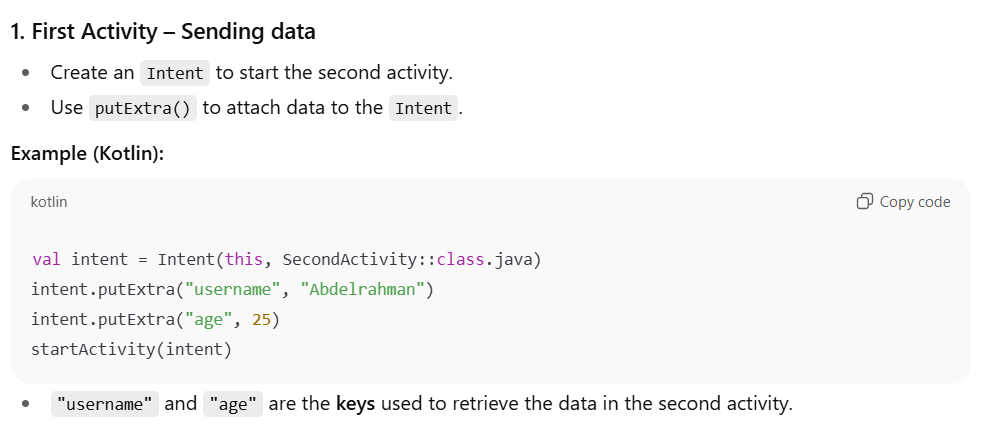 1. First Activity – Sending data
• Create an Intent to start the second activity.
• Use putExtra() to attach data to the Intent.
Example (Kotlin):
kotlin Copy code
val intent = Intent(this, SecondActivity::class.java)
intent.putExtra("username", "Abdelrahman")
intent.putExtra("age", 25)
startActivity(intent)
• "username" and "age" are the keys used to retrieve the data in the second activity.